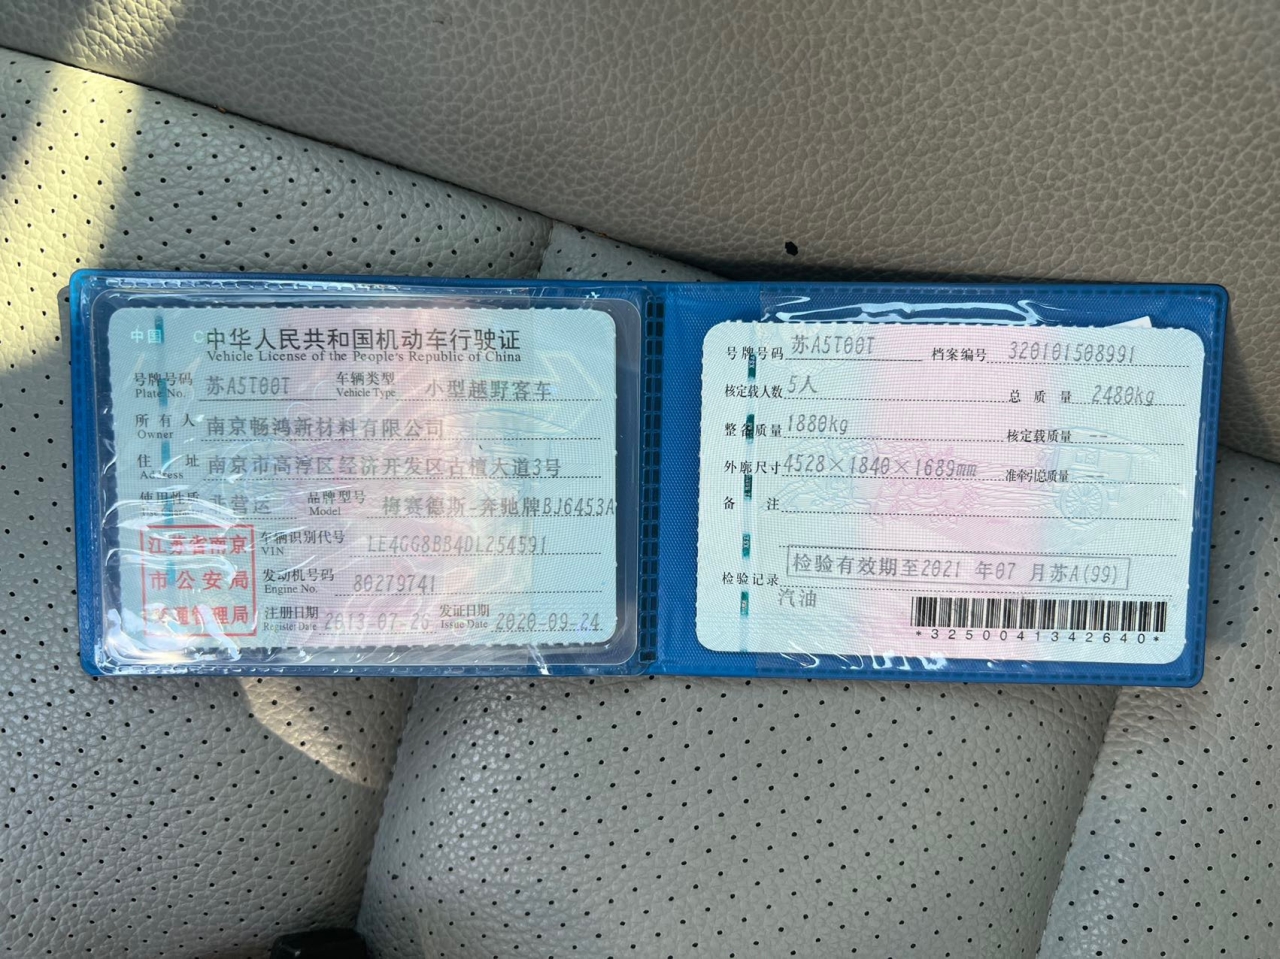 中华人民共和国机动车行驶证
Vehicle License of the People's Republic of China
号牌号码 苏A5T00T 车辆类型 小型越野客车
Plate No. Vehicle Type
所有人 南京畅鸿新材料有限公司
Owner
住址 南京市高淳区经济开发区古檀大道3号
Address
使用性质 非营运 品牌型号 梅赛德斯-奔驰牌BJ6453A
Model
江苏省南京
市公安局
交通管理局
车辆识别代号 LE4GG8BB4DL254591
VIN
发动机号码 80279741
Engine No.
注册日期 2013-07-26 发证日期 2020-09-24
Register Date Issue Date
号牌号码 苏A5T00T 档案编号 320101508991
核定载人数 5人 总质量 2480kg
整备质量 1880kg 核定载质量 --
外廓尺寸 4528×1840×1689mm 准牵引总质量 --
备注
检验记录 检验有效期至2021年07月苏A(99)
汽油
*3250041342640*